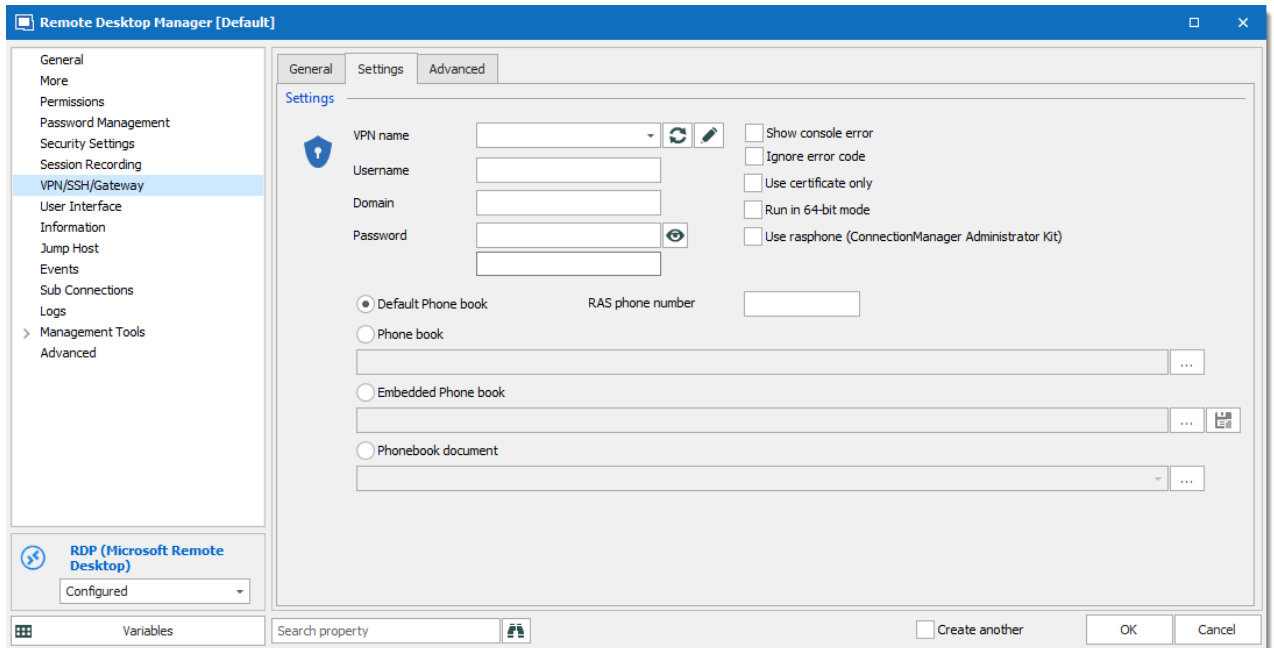 Remote Desktop Manager [Default]
General
More
Permissions
Password Management
Security Settings
Session Recording
VPN/SSH/Gateway
User Interface
Information
Jump Host
Events
Sub Connections
Logs
Management Tools
Advanced
RDP (Microsoft Remote
Desktop)
Configured
Variables
General Settings Advanced
Settings
VPN name
Username
Domain
Password
Show console error
Ignore error code
Use certificate only
Run in 64-bit mode
Use rasphone (ConnectionManager Administrator Kit)
Default Phone book RAS phone number
Phone book
...
Embedded Phone book
...
Phonebook document
...
Search property
Create another OK Cancel